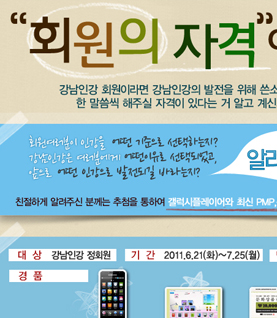 “회원의 자격”
강남인강 회원이라면 강남인강의 발전을 위해 쓴소
한 말씀씩 해주실 자격이 있다는 거 알고 계신
회원여러분이 인강을 어떤 기준으로 선택하는지?
강남인강은 여러분에게 어떤이유로 선택되었고,
앞으로 어떤 인강으로 발전되길 바라는지?
알려
친절하게 알려주신 분께는 추첨을 통하여 갤럭시플레이어와 최신 PMP,
대 상 강남인강 정회원 기 간 2011.6.21(화)~7.25(월)
경 품